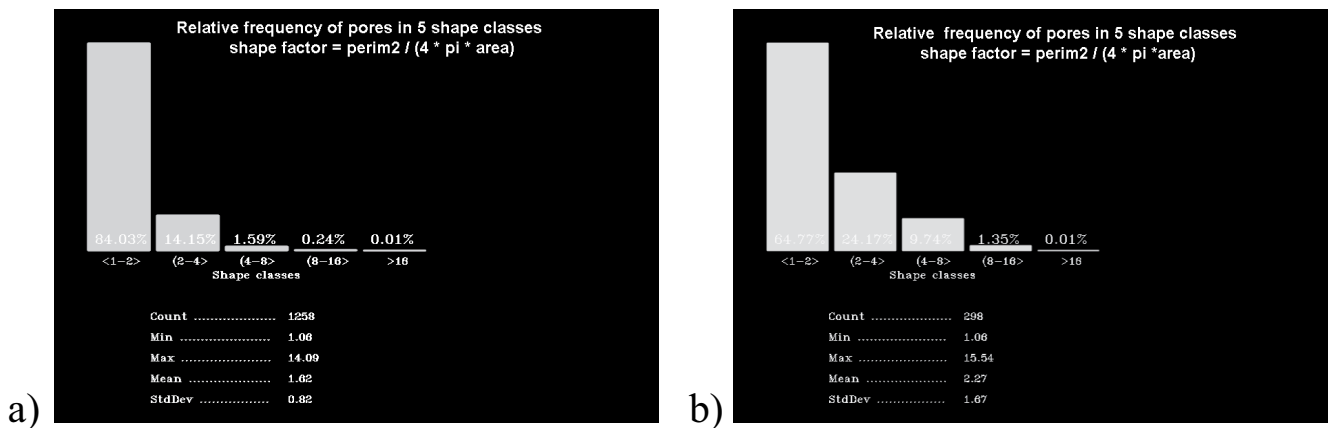 Relative frequency of pores in 5 shape classes
shape factor = perim2 / (4 * pi * area)
84.03% 14.15% 1.59% 0.24% 0.01%
<1-2> (2-4> (4-8> (8-16> >16
Shape classes
Count .................... 1258
Min ...................... 1.06
Max ...................... 14.09
Mean ..................... 1.62
StdDev ................. 0.82
a)
Relative frequency of pores in 5 shape classes
shape factor = perim2 / (4 * pi *area)
64.77% 24.17% 9.74% 1.35% 0.01%
<1-2> (2-4> (4-8> (8-16> >16
Shape classes
Count .................... 298
Min ...................... 1.06
Max ...................... 15.54
Mean ..................... 2.27
StdDev ................. 1.67
b)